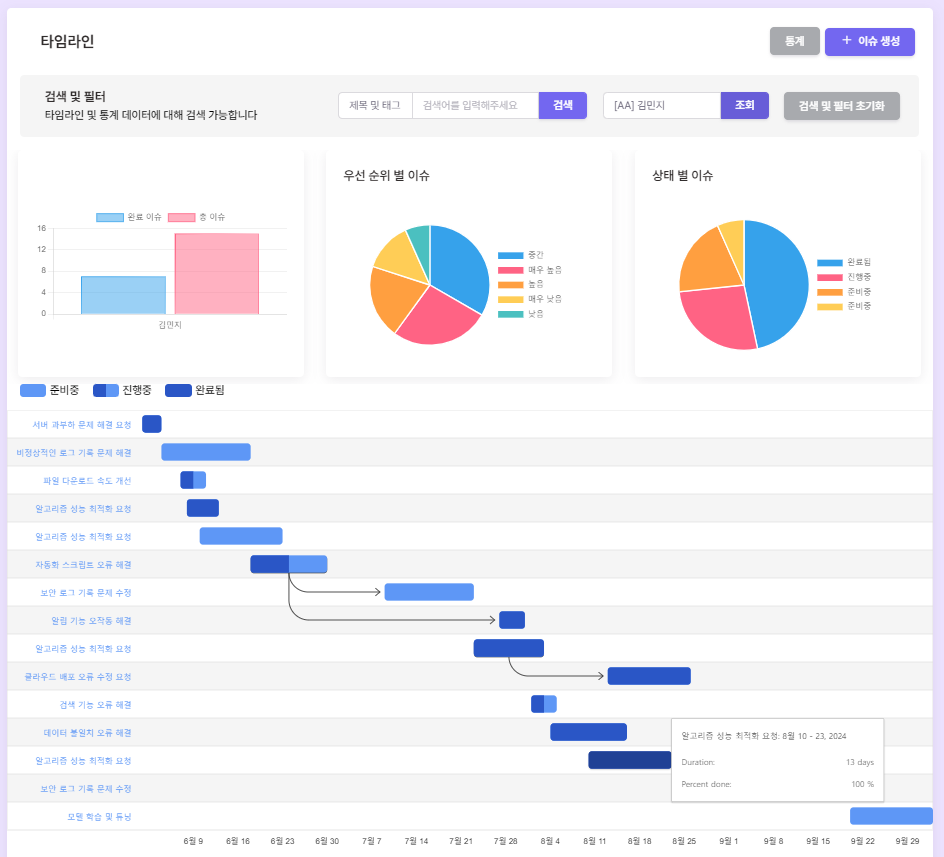 타임라인
통계
+ 이슈 생성
검색 및 필터
타임라인 및 통계 데이터에 대해 검색 가능합니다
제목 및 태그
검색어를 입력해주세요
검색
[AA] 김민지
조회
검색 및 필터 초기화
완료 이슈
총 이슈
16
12
8
4
0
김민지
우선 순위 별 이슈
중간
매우 높음
높음
매우 낮음
낮음
상태 별 이슈
완료됨
진행중
준비중
준비중
준비중
진행중
완료됨
서버 과부하 문제 해결 요청
비정상적인 로그 기록 문제 해결
파일 다운로드 속도 개선
알고리즘 성능 최적화 요청
알고리즘 성능 최적화 요청
자동화 스크립트 오류 해결
보안 로그 기록 문제 수정
알림 기능 오작동 해결
알고리즘 성능 최적화 요청
클라우드 배포 오류 수정 요청
검색 기능 오류 해결
데이터 불일치 오류 해결
알고리즘 성능 최적화 요청
보안 로그 기록 문제 수정
모델 학습 및 튜닝
알고리즘 성능 최적화 요청: 8월 10 - 23, 2024
Duration: 13 days
Percent done: 100 %
6월 9 6월 16 6월 23 6월 30 7월 7 7월 14 7월 21 7월 28 8월 4 8월 11 8월 18 8월 25 9월 1 9월 8 9월 15 9월 22 9월 29